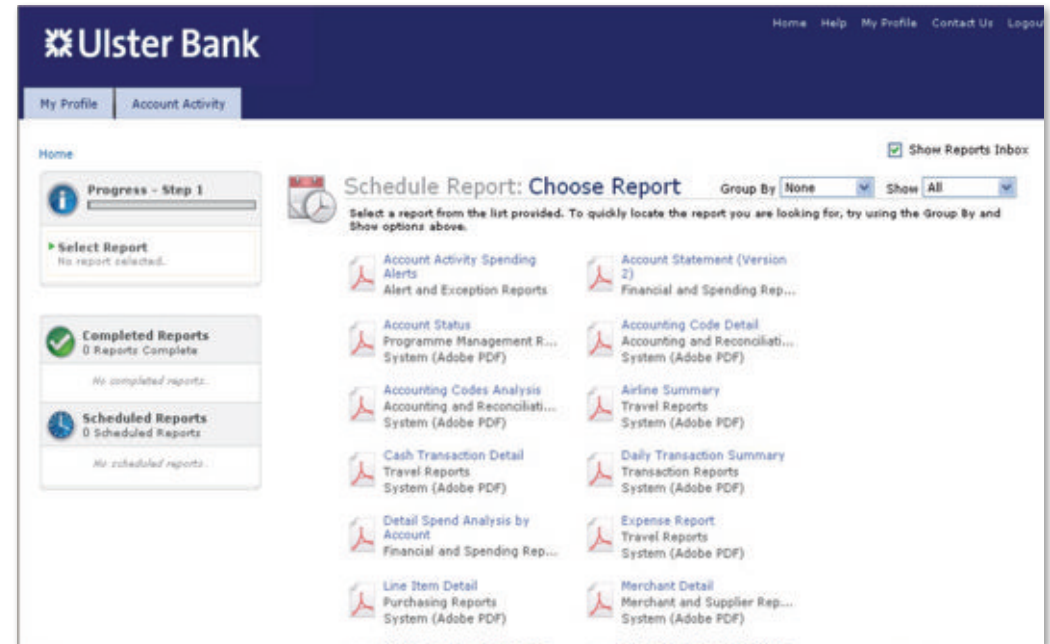 Home Help My Profile Contact Us Logou
Ulster Bank
My Profile Account Activity
Home
Show Reports Inbox
Progress - Step 1
Select Report
No report selected.
Completed Reports
0 Reports Complete
No completed reports.
Scheduled Reports
0 Scheduled Reports
No scheduled reports.
Schedule Report: Choose Report Group By None Show All
Select a report from the list provided. To quickly locate the report you are looking for, try using the Group By and
Show options above.
Account Activity Spending
Alerts
Alert and Exception Reports
Account Statement (Version
2)
Financial and Spending Rep...
Account Status
Programme Management R...
System (Adobe PDF)
Accounting Code Detail
Accounting and Reconciliati...
System (Adobe PDF)
Accounting Codes Analysis
Accounting and Reconciliati...
System (Adobe PDF)
Airline Summary
Travel Reports
System (Adobe PDF)
Cash Transaction Detail
Travel Reports
System (Adobe PDF)
Daily Transaction Summary
Transaction Reports
System (Adobe PDF)
Detail Spend Analysis by
Account
Financial and Spending Rep...
Expense Report
Travel Reports
System (Adobe PDF)
Line Item Detail
Purchasing Reports
System (Adobe PDF)
Merchant Detail
Merchant and Supplier Rep...
System (Adobe PDF)